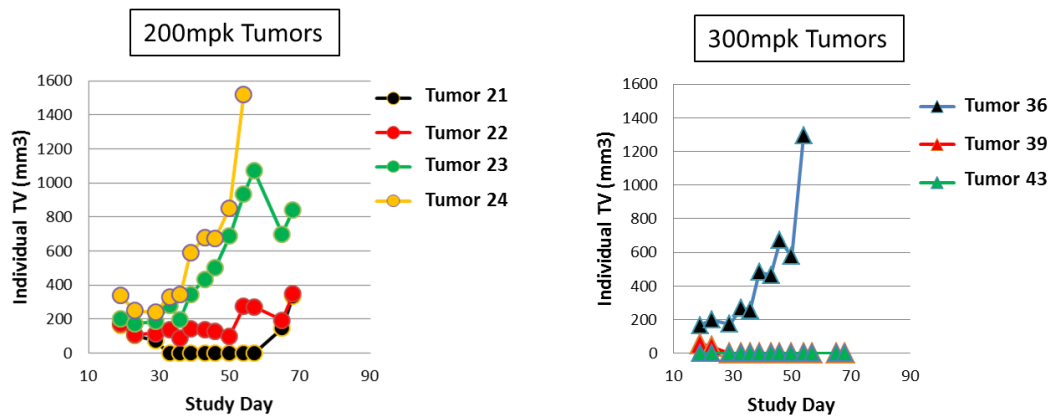 200mpk Tumors
Individual TV (mm3)
1600
1400
1200
1000
800
600
400
200
0
10
30
50
70
90
Study Day
Tumor 21
Tumor 22
Tumor 23
Tumor 24
300mpk Tumors
Individual TV (mm3)
1600
1400
1200
1000
800
600
400
200
0
10
30
50
70
90
Study Day
Tumor 36
Tumor 39
Tumor 43